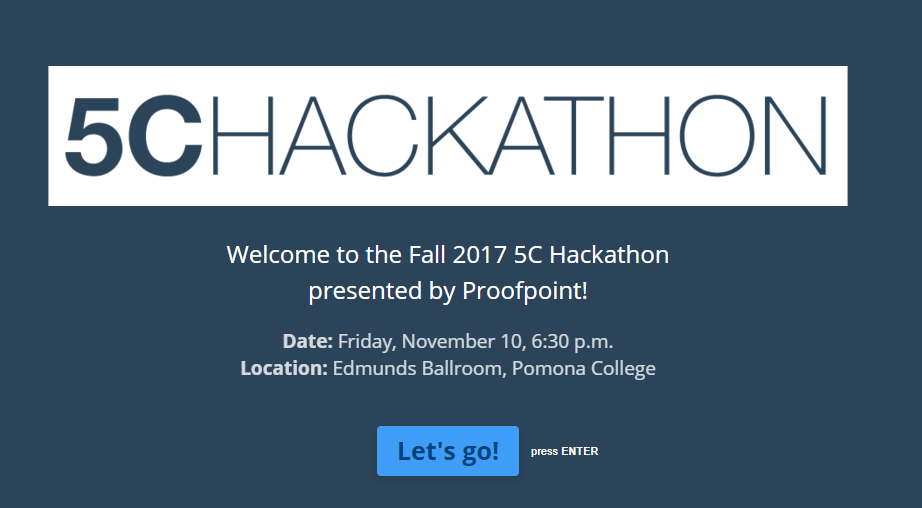 5CHACKATHON
Welcome to the Fall 2017 5C Hackathon
presented by Proofpoint!
Date: Friday, November 10, 6:30 p.m.
Location: Edmunds Ballroom, Pomona College
Let's go! press ENTER